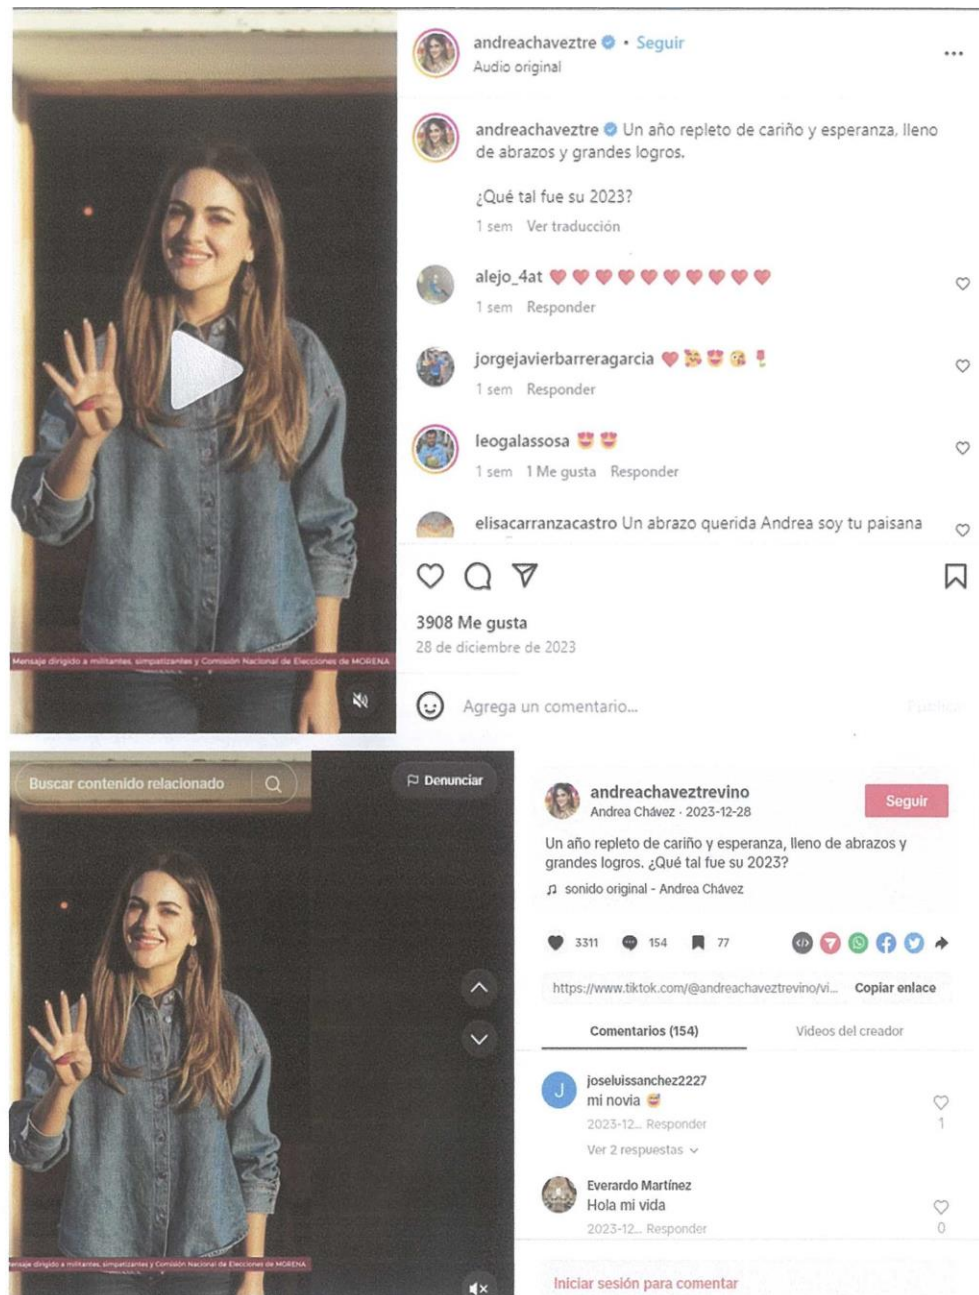 andreachaveztre • Seguir
Audio original
andreachaveztre Un año repleto de cariño y esperanza, lleno
de abrazos y grandes logros.
¿Qué tal fue su 2023?
1 sem Ver traducción
alejo_4at
1 sem Responder
jorgejavierbarreragarcia
1 sem Responder
leogalassosa
1 sem 1 Me gusta Responder
elisacarranzacastro Un abrazo querida Andrea soy tu paisana
3908 Me gusta
28 de diciembre de 2023
Agrega un comentario...
Mensaje dirigido a militantes, simpatizantes y Comisión Nacional de Elecciones de MORENA
Buscar contenido relacionado
Denunciar
andreachaveztrevino
Andrea Chávez · 2023-12-28
Seguir
Un año repleto de cariño y esperanza, lleno de abrazos y
grandes logros. ¿Qué tal fue su 2023?
sonido original - Andrea Chávez
3311 154 77
https://www.tiktok.com/@andreachaveztrevino/vi... Copiar enlace
Comentarios (154) Videos del creador
J
joseluissanchez2227
mi novia
2023-12... Responder
1
Ver 2 respuestas
Everardo Martínez
Hola mi vida
2023-12... Responder
0
Iniciar sesión para comentar
Mensaje dirigido a militantes, simpatizantes y Comisión Nacional de Elecciones de MORENA